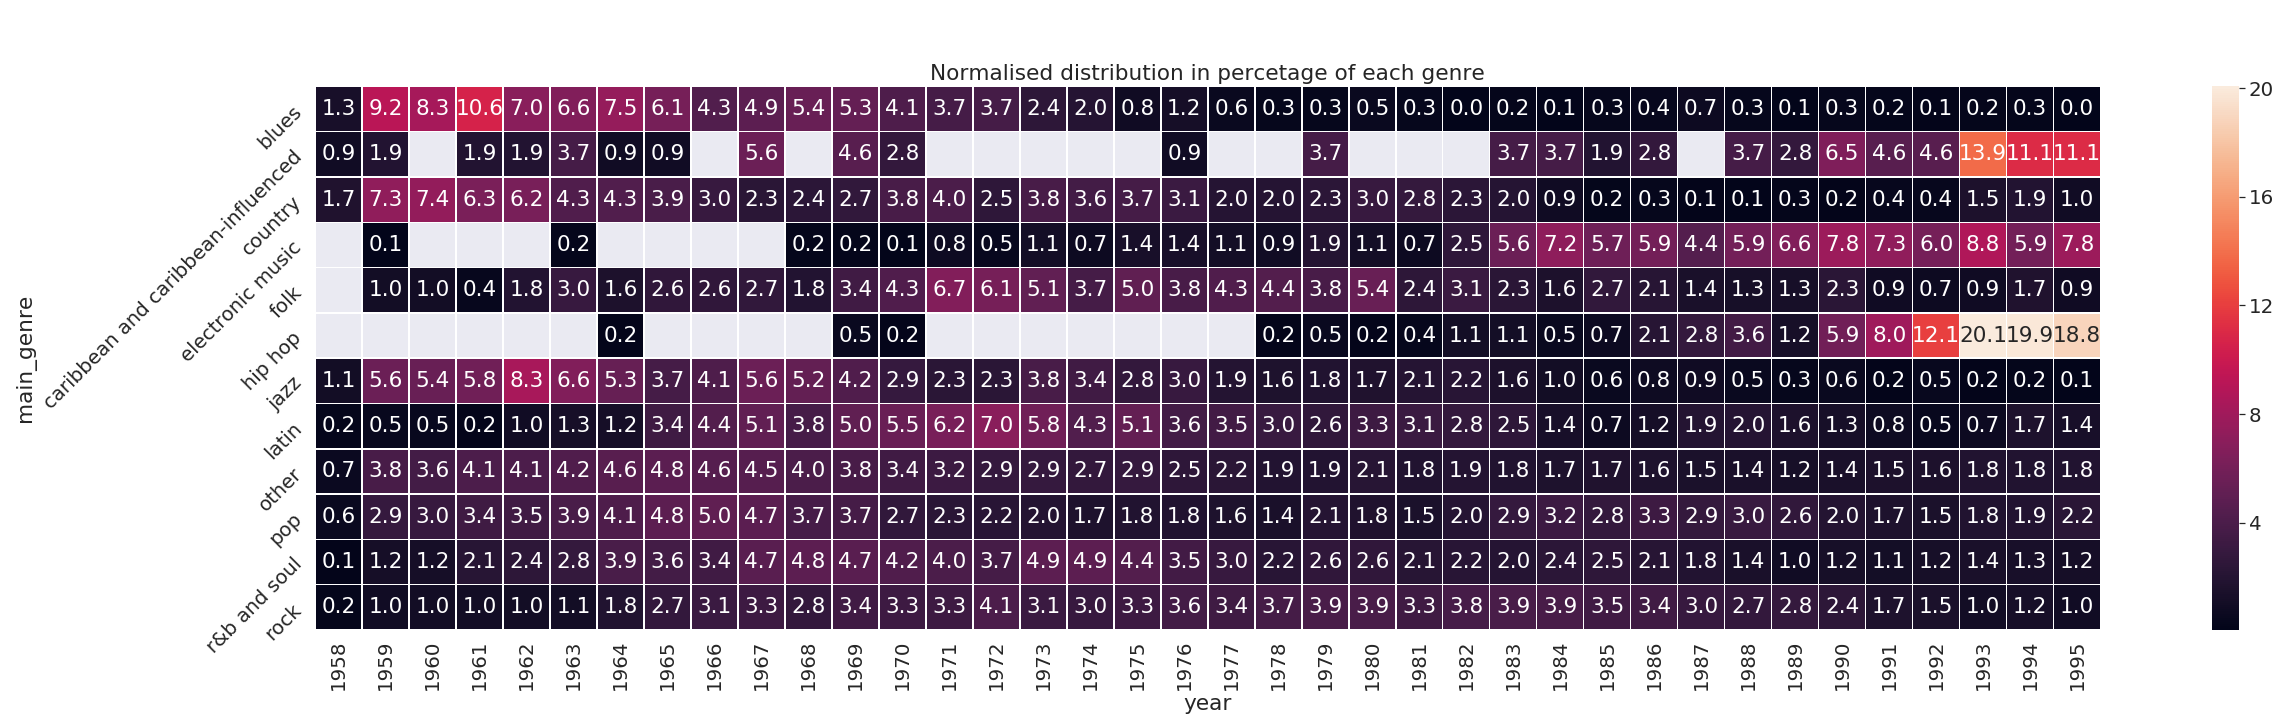 Normalised distribution in percetage of each genre
blues 1.3 9.2 8.3 10.6 7.0 6.6 7.5 6.1 4.3 4.9 5.4 5.3 4.1 3.7 3.7 2.4 2.0 0.8 1.2 0.6 0.3 0.3 0.5 0.3 0.0 0.2 0.1 0.3 0.4 0.7 0.3 0.1 0.3 0.2 0.1 0.2 0.3 0.0
caribbean and caribbean-influenced 0.9 1.9 1.9 1.9 3.7 0.9 0.9 5.6 4.6 2.8 0.9 3.7 3.7 3.7 1.9 2.8 3.7 2.8 6.5 4.6 4.6 13.9 11.1 11.1
country 1.7 7.3 7.4 6.3 6.2 4.3 4.3 3.9 3.0 2.3 2.4 2.7 3.8 4.0 2.5 3.8 3.6 3.7 3.1 2.0 2.0 2.3 3.0 2.8 2.3 2.0 0.9 0.2 0.3 0.1 0.1 0.3 0.2 0.4 0.4 1.5 1.9 1.0
electronic music 0.1 0.2 0.2 0.2 0.1 0.8 0.5 1.1 0.7 1.4 1.4 1.1 0.9 1.9 1.1 0.7 2.5 5.6 7.2 5.7 5.9 4.4 5.9 6.6 7.8 7.3 6.0 8.8 5.9 7.8
folk 1.0 1.0 0.4 1.8 3.0 1.6 2.6 2.6 2.7 1.8 3.4 4.3 6.7 6.1 5.1 3.7 5.0 3.8 4.3 4.4 3.8 5.4 2.4 3.1 2.3 1.6 2.7 2.1 1.4 1.3 1.3 2.3 0.9 0.7 0.9 1.7 0.9
hip hop 0.2 0.5 0.2 0.2 0.5 0.2 0.4 1.1 1.1 0.5 0.7 2.1 2.8 3.6 1.2 5.9 8.0 12.1 20.1 19.9 18.8
jazz 1.1 5.6 5.4 5.8 8.3 6.6 5.3 3.7 4.1 5.6 5.2 4.2 2.9 2.3 2.3 3.8 3.4 2.8 3.0 1.9 1.6 1.8 1.7 2.1 2.2 1.6 1.0 0.6 0.8 0.9 0.5 0.3 0.6 0.2 0.5 0.2 0.2 0.1
latin 0.2 0.5 0.5 0.2 1.0 1.3 1.2 3.4 4.4 5.1 3.8 5.0 5.5 6.2 7.0 5.8 4.3 5.1 3.6 3.5 3.0 2.6 3.3 3.1 2.8 2.5 1.4 0.7 1.2 1.9 2.0 1.6 1.3 0.8 0.5 0.7 1.7 1.4
other 0.7 3.8 3.6 4.1 4.1 4.2 4.6 4.8 4.6 4.5 4.0 3.8 3.4 3.2 2.9 2.9 2.7 2.9 2.5 2.2 1.9 1.9 2.1 1.8 1.9 1.8 1.7 1.7 1.6 1.5 1.4 1.2 1.4 1.5 1.6 1.8 1.8 1.8
pop 0.6 2.9 3.0 3.4 3.5 3.9 4.1 4.8 5.0 4.7 3.7 3.7 2.7 2.3 2.2 2.0 1.7 1.8 1.8 1.6 1.4 2.1 1.8 1.5 2.0 2.9 3.2 2.8 3.3 2.9 3.0 2.6 2.0 1.7 1.5 1.8 1.9 2.2
r&b and soul 0.1 1.2 1.2 2.1 2.4 2.8 3.9 3.6 3.4 4.7 4.8 4.7 4.2 4.0 3.7 4.9 4.9 4.4 3.5 3.0 2.2 2.6 2.6 2.1 2.2 2.0 2.4 2.5 2.1 1.8 1.4 1.0 1.2 1.1 1.2 1.4 1.3 1.2
rock 0.2 1.0 1.0 1.0 1.0 1.1 1.8 2.7 3.1 3.3 2.8 3.4 3.3 3.3 4.1 3.1 3.0 3.3 3.6 3.4 3.7 3.9 3.9 3.3 3.8 3.9 3.9 3.5 3.4 3.0 2.7 2.8 2.4 1.7 1.5 1.0 1.2 1.0
1958 1959 1960 1961 1962 1963 1964 1965 1966 1967 1968 1969 1970 1971 1972 1973 1974 1975 1976 1977 1978 1979 1980 1981 1982 1983 1984 1985 1986 1987 1988 1989 1990 1991 1992 1993 1994 1995
year
main_genre
20
16
12
8
4